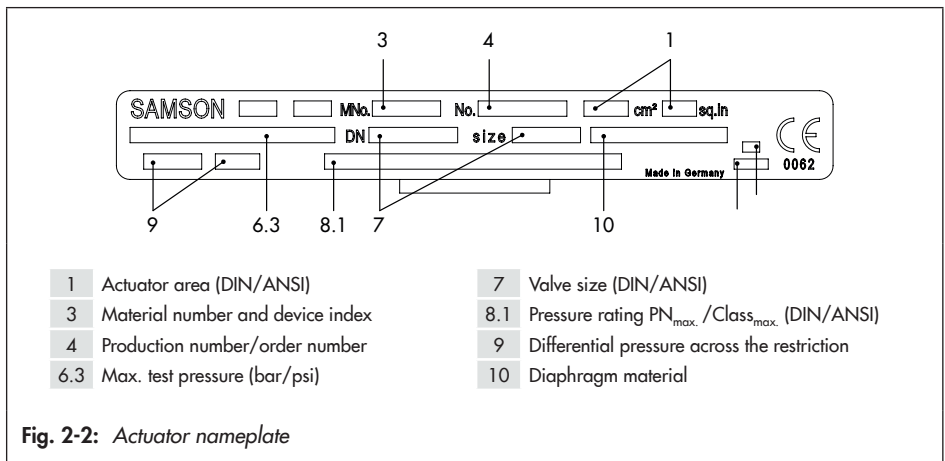 3 4 1
SAMSON MNo. No. cm² sq.in
DN size CE
Made in Germany 0062
9 6.3 8.1 7 10
1 Actuator area (DIN/ANSI)
3 Material number and device index
4 Production number/order number
6.3 Max. test pressure (bar/psi)
7 Valve size (DIN/ANSI)
8.1 Pressure rating PNmax. /Classmax. (DIN/ANSI)
9 Differential pressure across the restriction
10 Diaphragm material
Fig. 2-2: Actuator nameplate